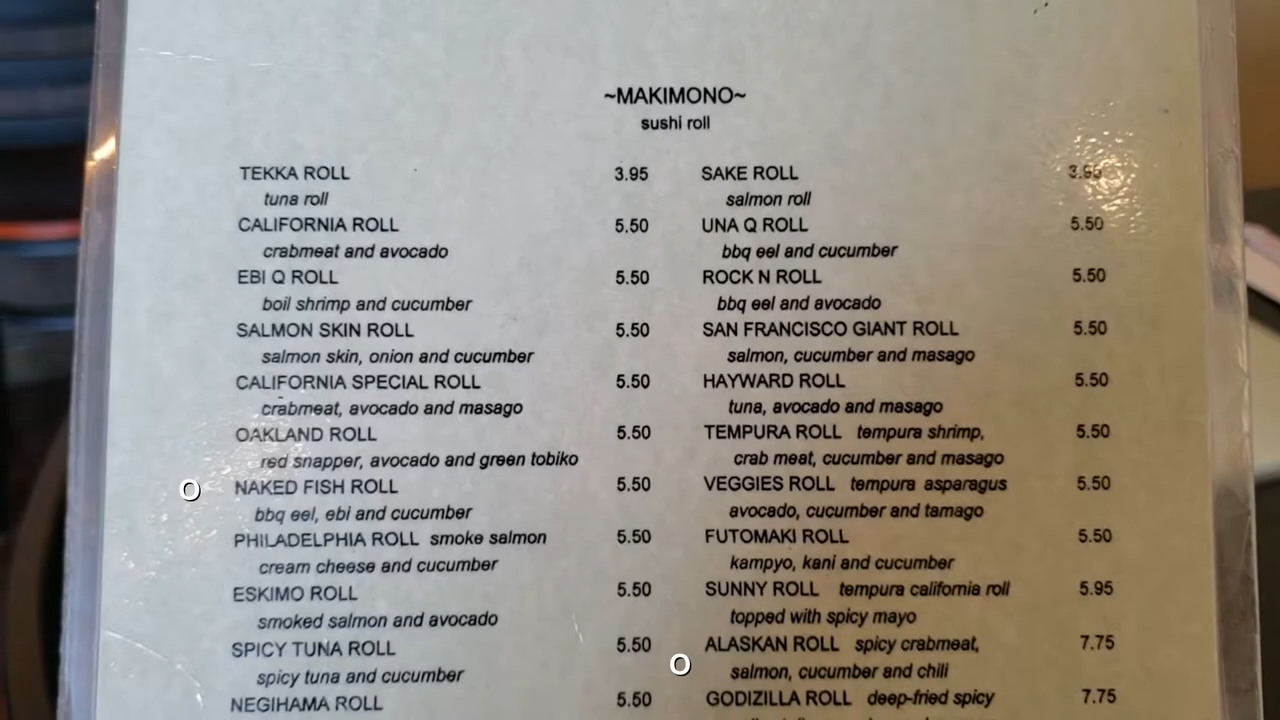 ~MAKIMONO~
sushi roll
TEKKA ROLL 3.95
tuna roll
CALIFORNIA ROLL 5.50
crabmeat and avocado
EBI Q ROLL 5.50
boil shrimp and cucumber
SALMON SKIN ROLL 5.50
salmon skin, onion and cucumber
CALIFORNIA SPECIAL ROLL 5.50
crabmeat, avocado and masago
OAKLAND ROLL 5.50
red snapper, avocado and green tobiko
O NAKED FISH ROLL 5.50
bbq eel, ebi and cucumber
PHILADELPHIA ROLL smoke salmon 5.50
cream cheese and cucumber
ESKIMO ROLL 5.50
smoked salmon and avocado
SPICY TUNA ROLL 5.50
spicy tuna and cucumber
NEGIHAMA ROLL 5.50
SAKE ROLL 3.95
salmon roll
UNA Q ROLL 5.50
bbq eel and cucumber
ROCK N ROLL 5.50
bbq eel and avocado
SAN FRANCISCO GIANT ROLL 5.50
salmon, cucumber and masago
HAYWARD ROLL 5.50
tuna, avocado and masago
TEMPURA ROLL tempura shrimp, 5.50
crab meat, cucumber and masago
VEGGIES ROLL tempura asparagus 5.50
avocado, cucumber and tamago
FUTOMAKI ROLL 5.50
kampyo, kani and cucumber
SUNNY ROLL tempura california roll 5.95
topped with spicy mayo
O ALASKAN ROLL spicy crabmeat, 7.75
salmon, cucumber and chili
GODIZILLA ROLL deep-fried spicy 7.75